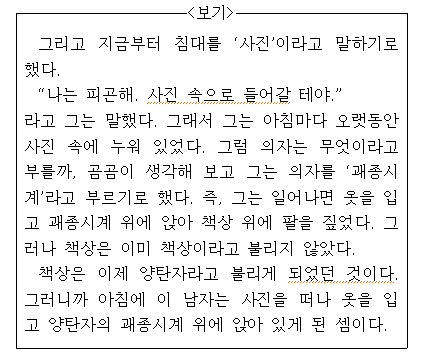 <보기>
그리고 지금부터 침대를 ‘사진’이라고 말하기로
했다.
“나는 피곤해. 사진 속으로 들어갈 테야.”
라고 그는 말했다. 그래서 그는 아침마다 오랫동안
사진 속에 누워 있었다. 그럼 의자는 무엇이라고
부를까, 곰곰이 생각해 보고 그는 의자를 ‘괘종시
계’라고 부르기로 했다. 즉, 그는 일어나면 옷을 입
고 괘종시계 위에 앉아 책상 위에 팔을 짚었다. 그
러나 책상은 이미 책상이라고 불리지 않았다.
책상은 이제 양탄자라고 불리게 되었던 것이다.
그러니까 아침에 이 남자는 사진을 떠나 옷을 입
고 양탄자의 괘종시계 위에 앉아 있게 된 셈이다.